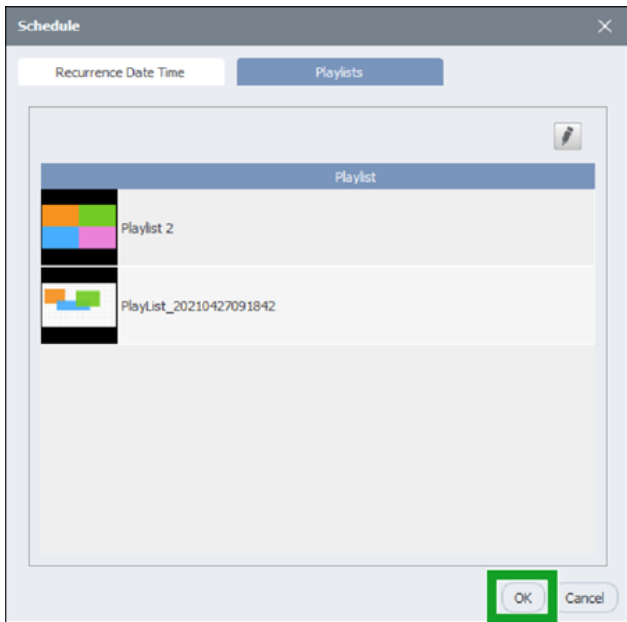 Schedule
Recurrence Date Time
Playlists
Playlist
Playlist 2
PlayList_20210427091842
OK
Cancel